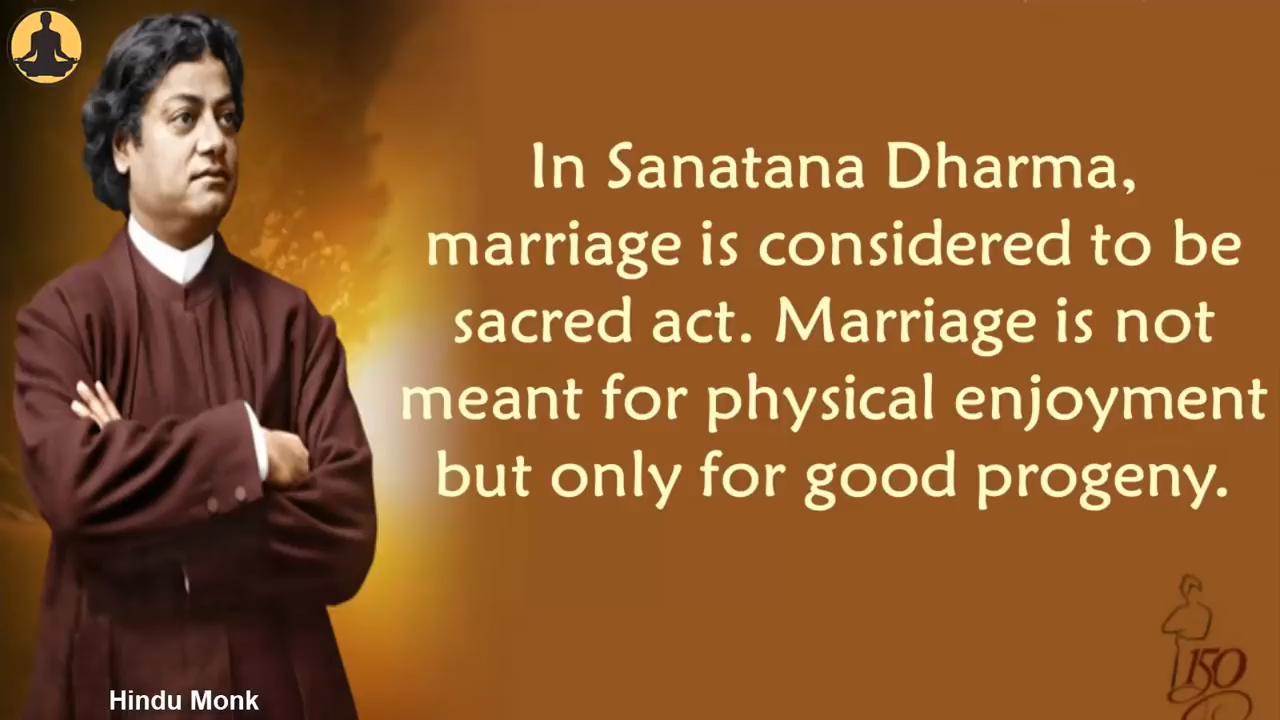 In Sanatana Dharma,
marriage is considered to be
sacred act. Marriage is not
meant for physical enjoyment
but only for good progeny.
150
Hindu Monk